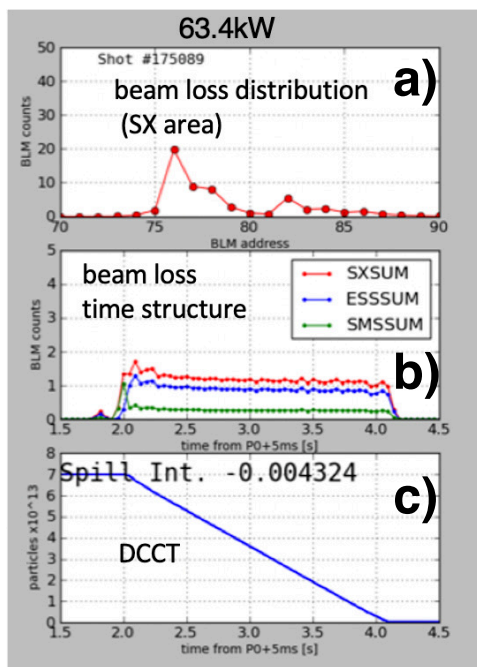 63.4kW
50
40
30
20
10
0
BLM counts
Shot #175089
a)
beam loss distribution
(SX area)
70 75 80 85 90
BLM address
5
4
3
2
1
0
BLM counts
beam loss
time structure
SXSUM
ESSSUM
SMSSUM
b)
1.5 2.0 2.5 3.0 3.5 4.0 4.5
time from P0+5ms [s]
8
7
6
5
4
3
2
1
0
particles x10^13
Spill Int. -0.004324
c)
DCCT
1.5 2.0 2.5 3.0 3.5 4.0 4.5
time from P0+5ms [s]